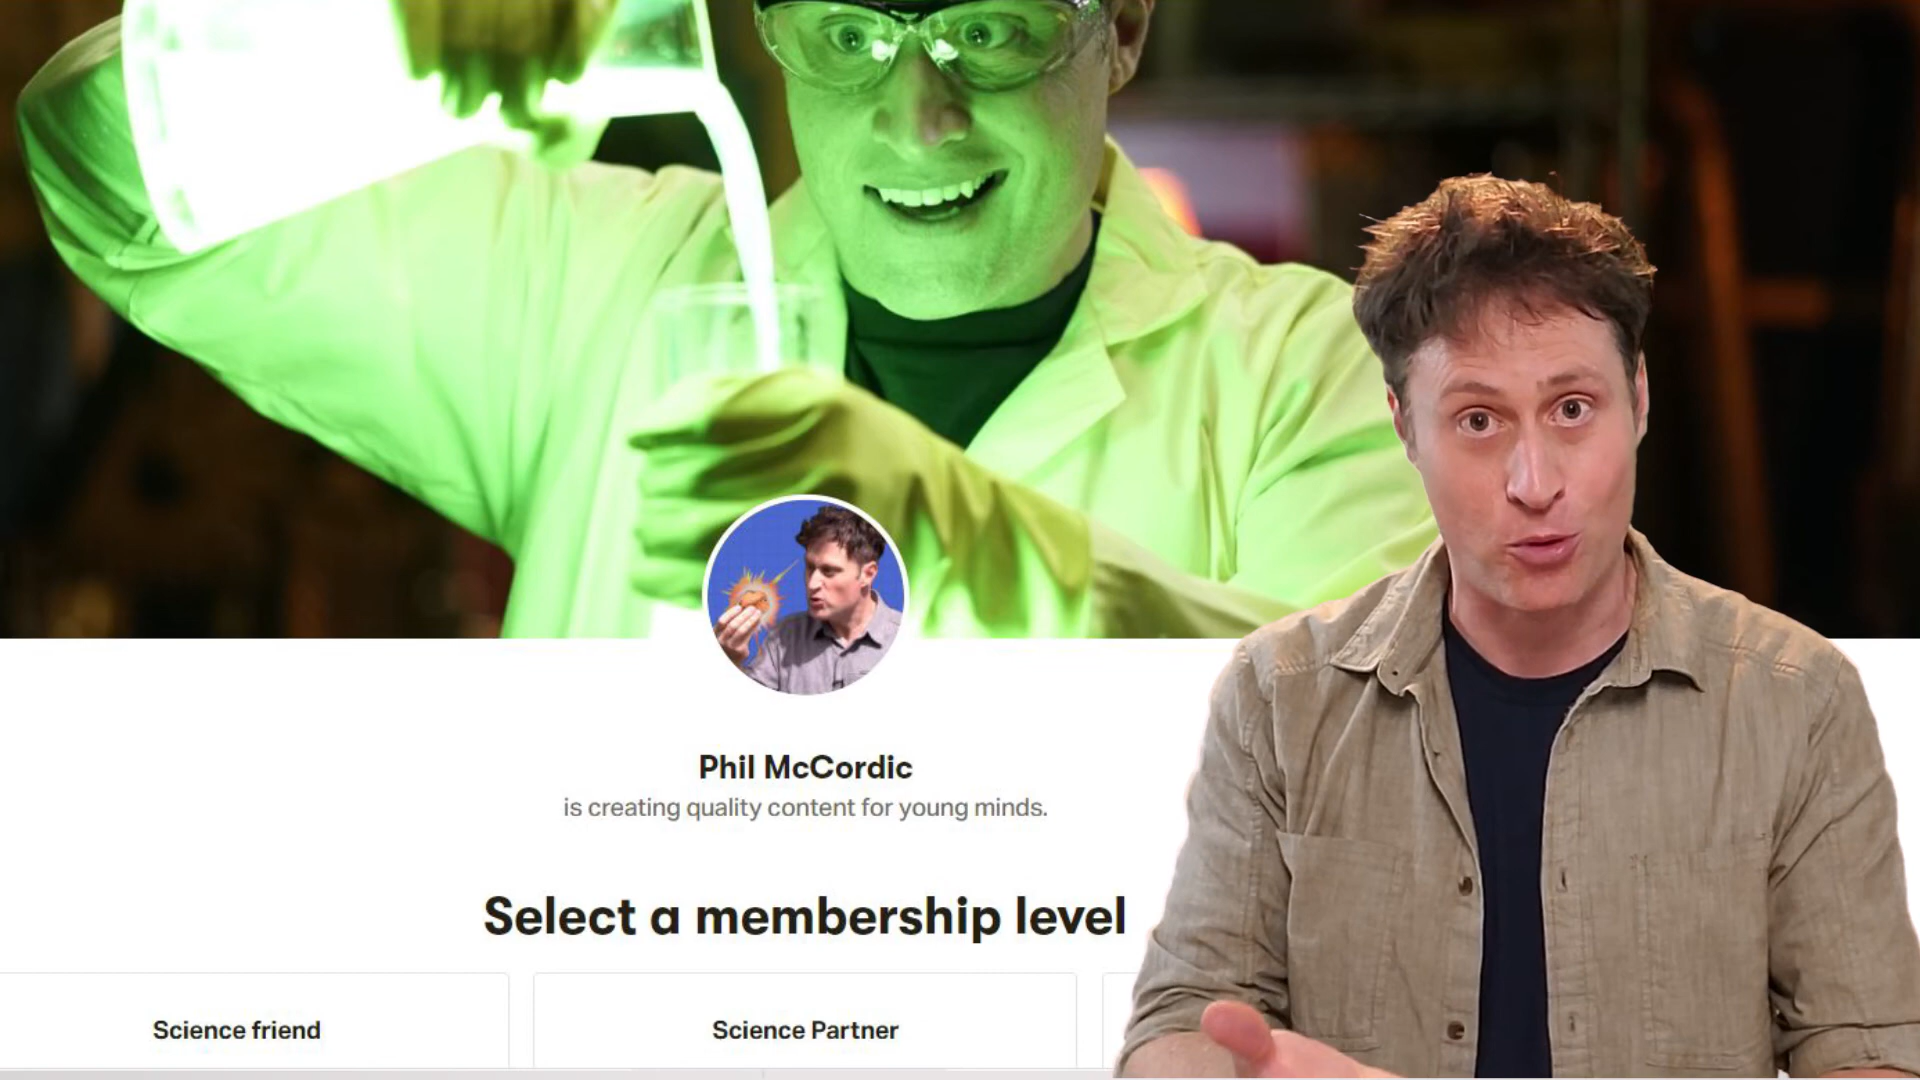 Phil McCordic
is creating quality content for young minds.
Select a membership level
Science friend
Science Partner